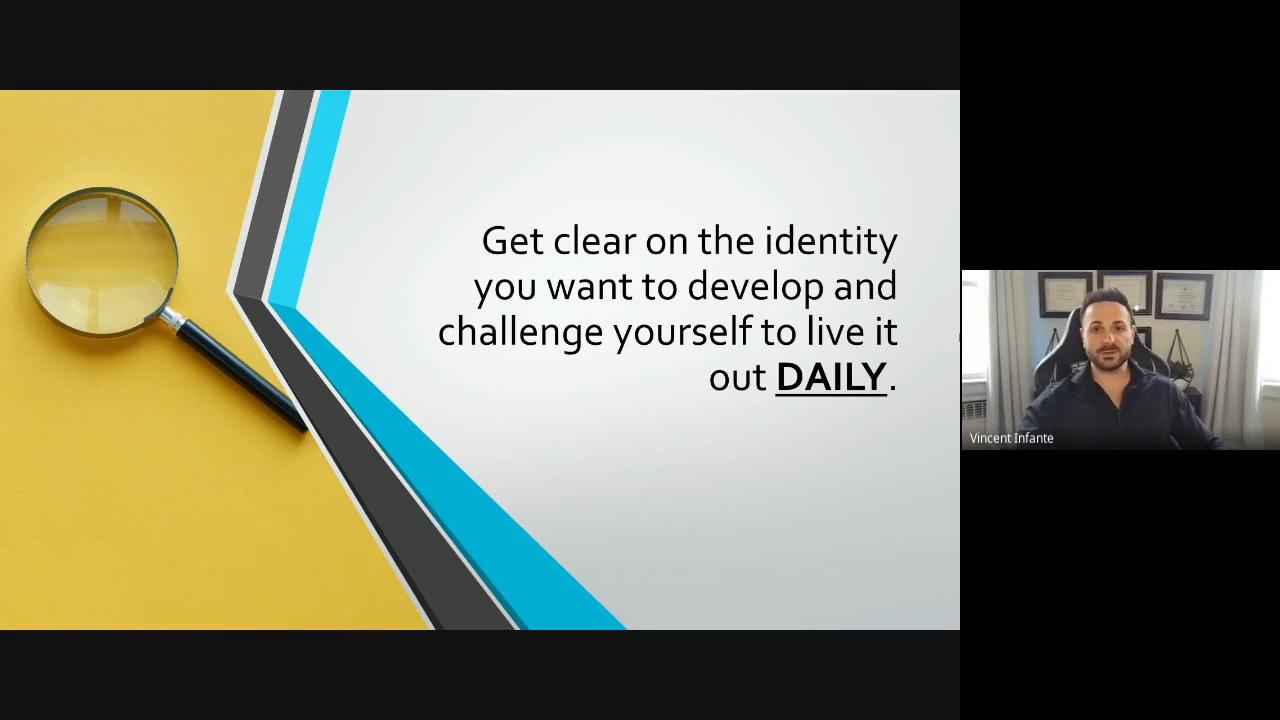 Get clear on the identity
you want to develop and
challenge yourself to live it
out DAILY.
Vincent Infante